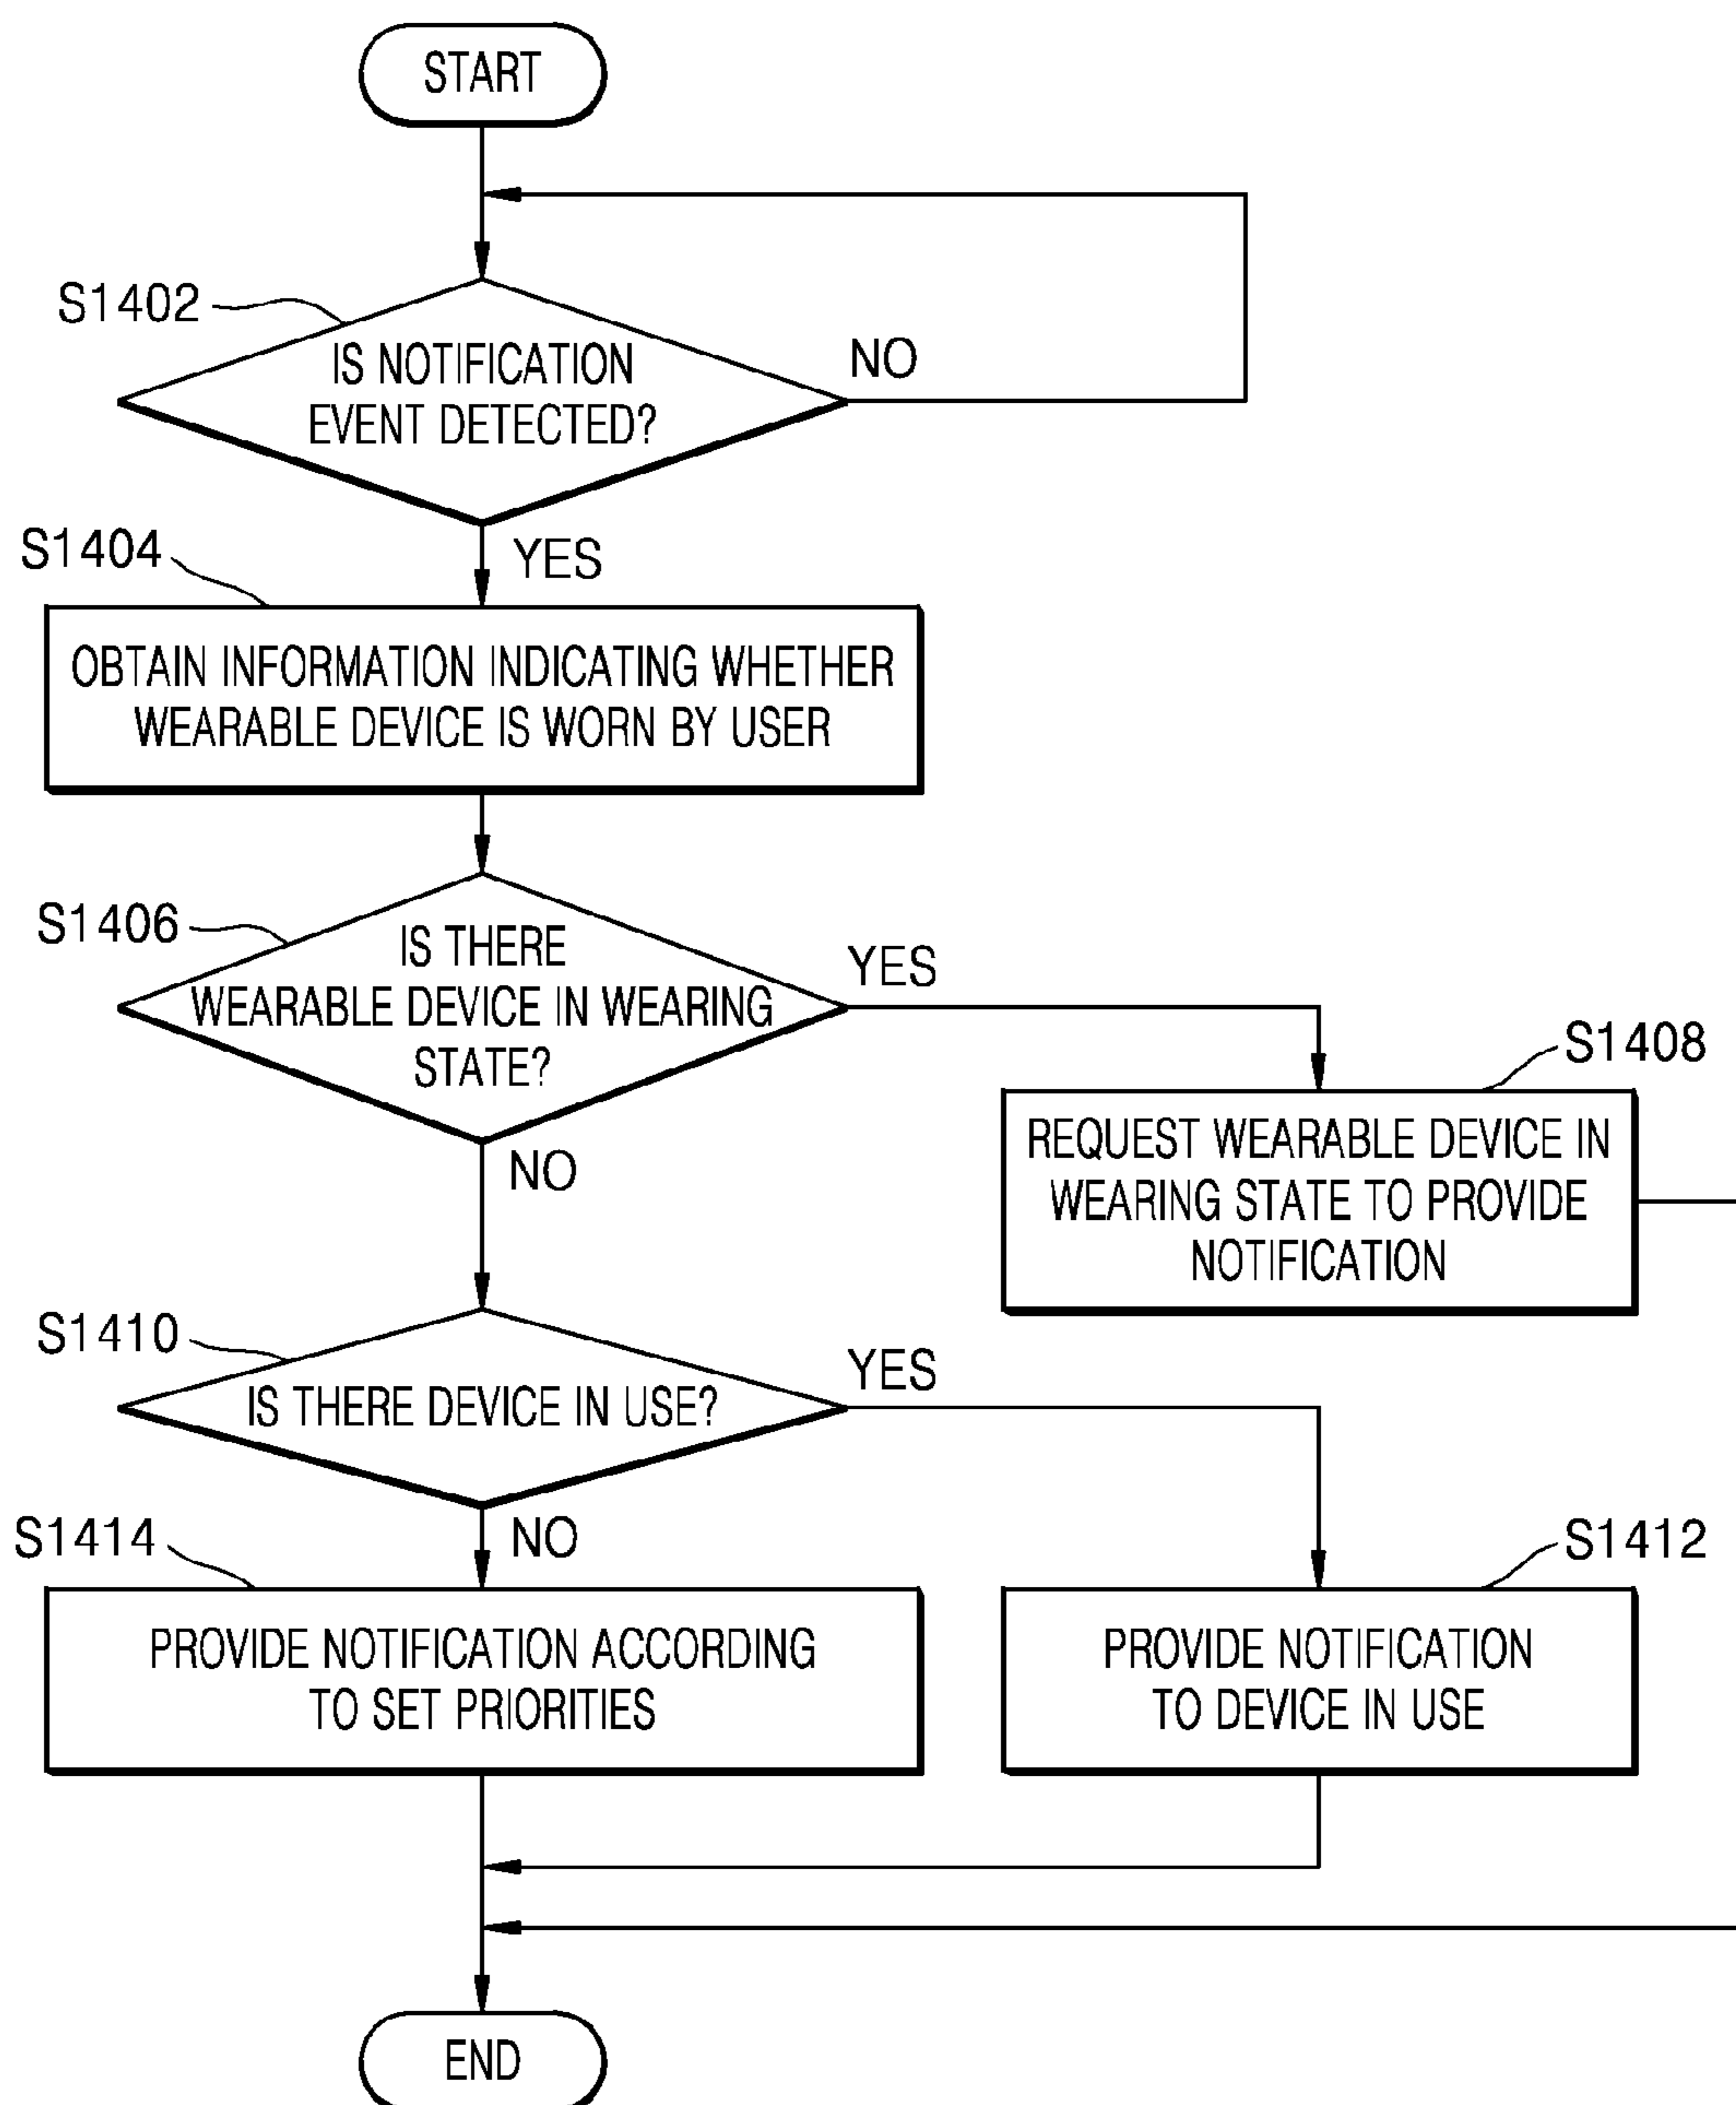 START
S1402
IS NOTIFICATION
EVENT DETECTED?
NO
YES
S1404
OBTAIN INFORMATION INDICATING WHETHER
WEARABLE DEVICE IS WORN BY USER
S1406
IS THERE
WEARABLE DEVICE IN WEARING
STATE?
YES
NO
S1408
REQUEST WEARABLE DEVICE IN
WEARING STATE TO PROVIDE
NOTIFICATION
S1410
IS THERE DEVICE IN USE?
YES
NO
S1414
PROVIDE NOTIFICATION ACCORDING
TO SET PRIORITIES
S1412
PROVIDE NOTIFICATION
TO DEVICE IN USE
END